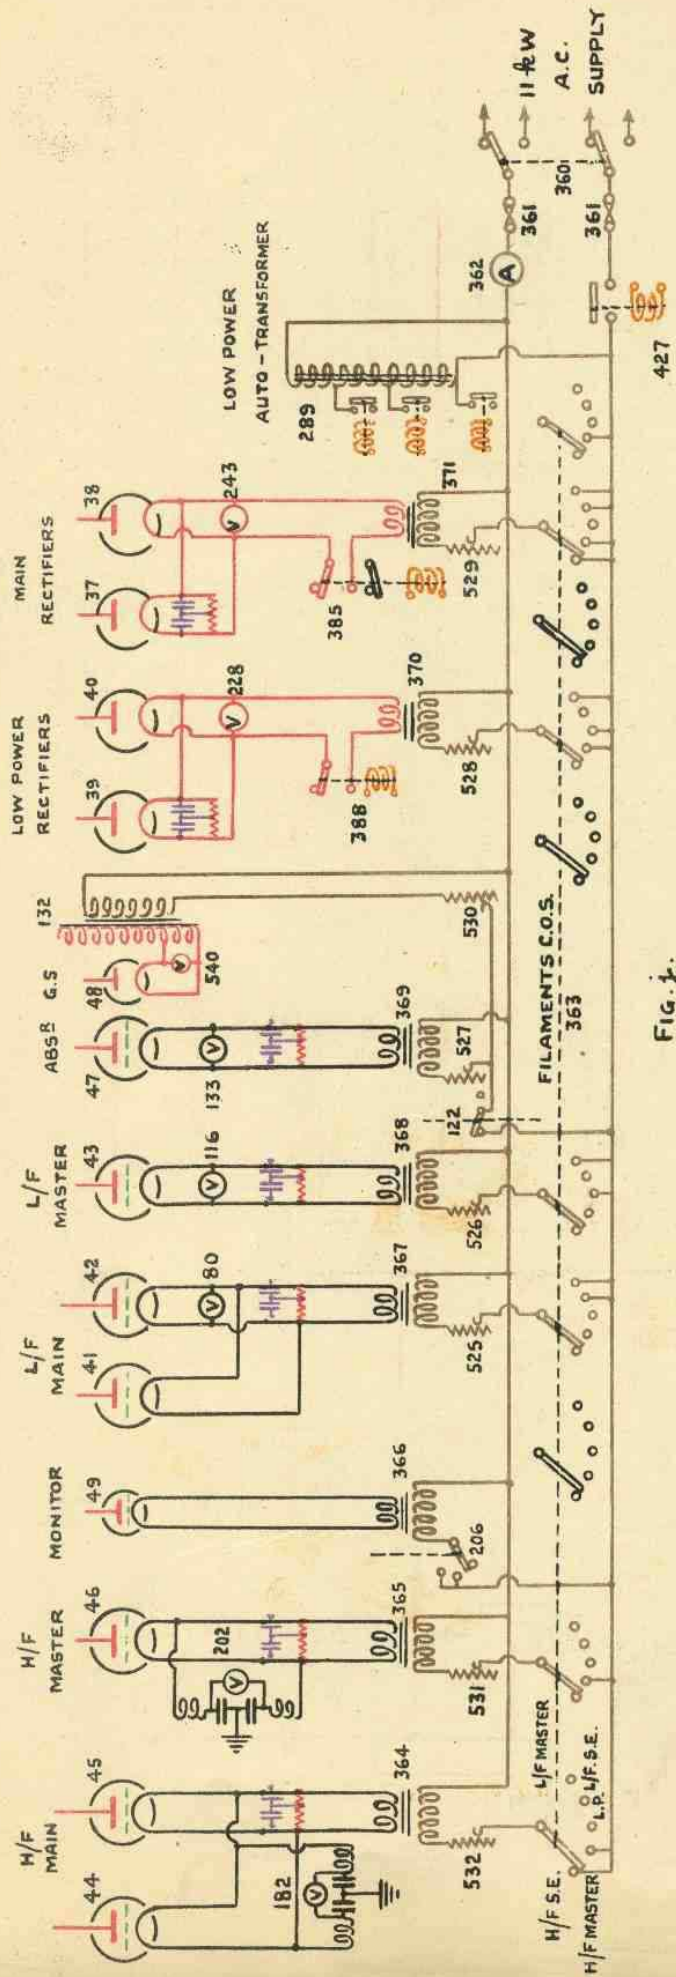 H/F MAIN
H/F MASTER
MONITOR
L/F MAIN
L/F MASTER
ABSR
G.S
132
LOW POWER RECTIFIERS
MAIN RECTIFIERS
LOW POWER AUTO-TRANSFORMER
11 kW
A.C.
SUPPLY
44
45
46
49
41
42
43
47
48
39
40
37
38
182
202
80
116
133
540
228
243
388
385
289
362
361
361
360
364
365
366
367
368
369
370
371
532
531
206
525
526
122
527
530
528
529
427
H/F S.E.
L/F MASTER
H/F MASTER
L.P.
L/F. S.E.
FILAMENTS C.O.S.
363
FIG. j.
A
V
V
V
V
V
V
V
V